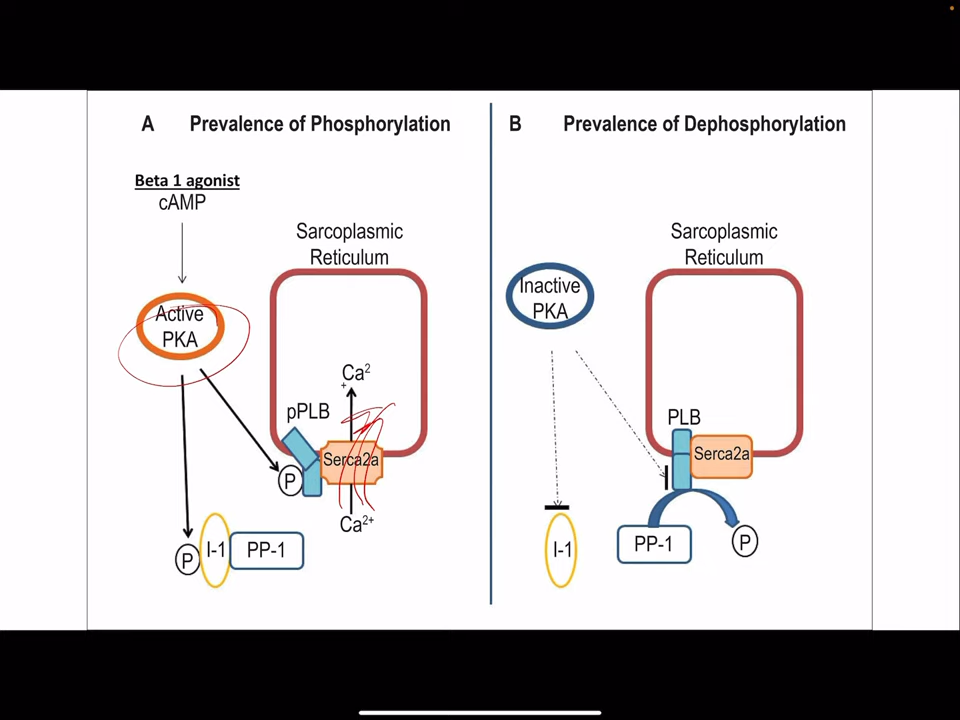 A Prevalence of Phosphorylation
Beta 1 agonist
cAMP
Sarcoplasmic
Reticulum
Active
PKA
Ca2
+
pPLB
Serca2a
P
Ca2+
P
I-1
PP-1
B Prevalence of Dephosphorylation
Sarcoplasmic
Reticulum
Inactive
PKA
PLB
Serca2a
PP-1
P
I-1